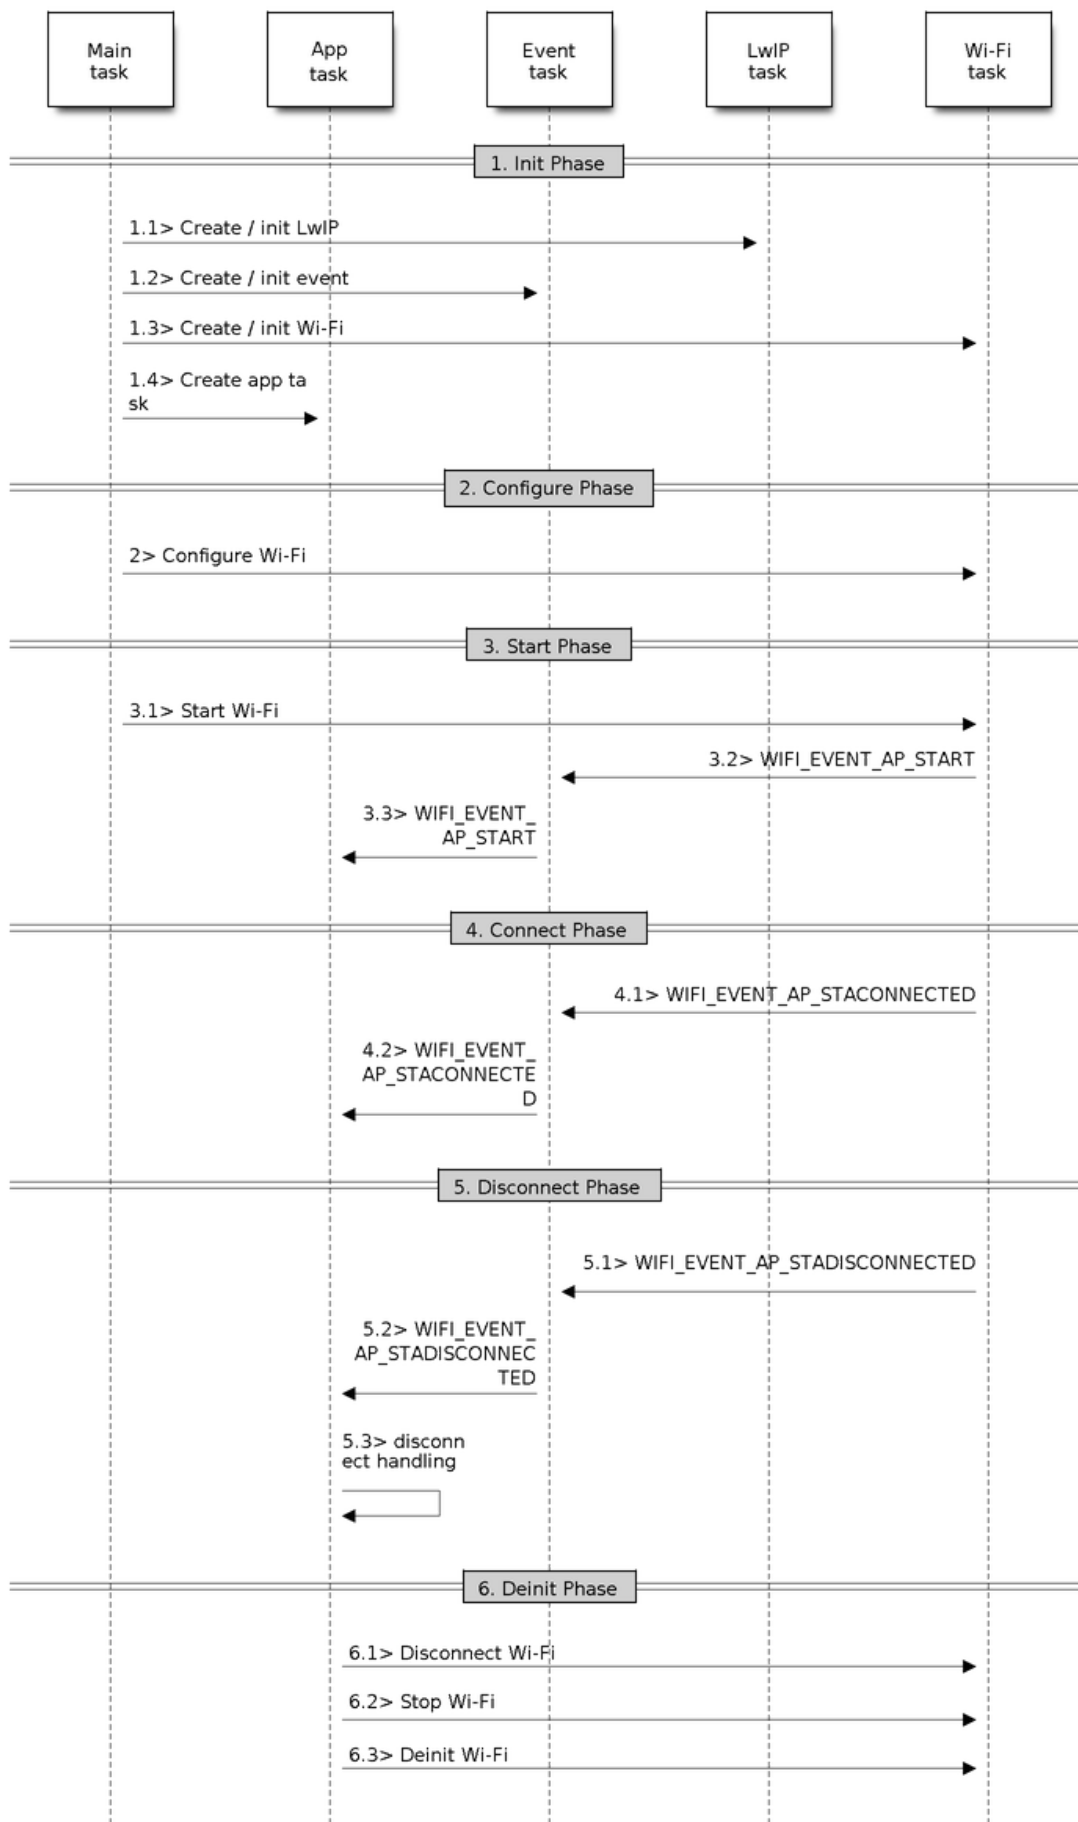 Main
task
App
task
Event
task
LwIP
task
Wi-Fi
task
1. Init Phase
1.1> Create / init LwIP
1.2> Create / init event
1.3> Create / init Wi-Fi
1.4> Create app ta
sk
2. Configure Phase
2> Configure Wi-Fi
3. Start Phase
3.1> Start Wi-Fi
3.2> WIFI_EVENT_AP_START
3.3> WIFI_EVENT_
AP_START
4. Connect Phase
4.1> WIFI_EVENT_AP_STACONNECTED
4.2> WIFI_EVENT_
AP_STACONNECTE
D
5. Disconnect Phase
5.1> WIFI_EVENT_AP_STADISCONNECTED
5.2> WIFI_EVENT_
AP_STADISCONNEC
TED
5.3> disconn
ect handling
6. Deinit Phase
6.1> Disconnect Wi-Fi
6.2> Stop Wi-Fi
6.3> Deinit Wi-Fi